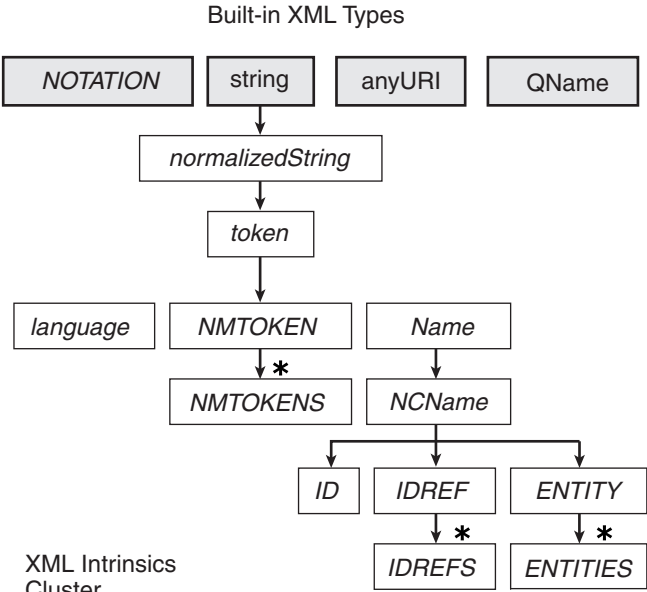 Built-in XML Types
NOTATION string anyURI QName
normalizedString
token
language NMTOKEN Name
*
NMTOKENS NCName
ID IDREF ENTITY
* *
IDREFS ENTITIES
XML Intrinsics
Cluster